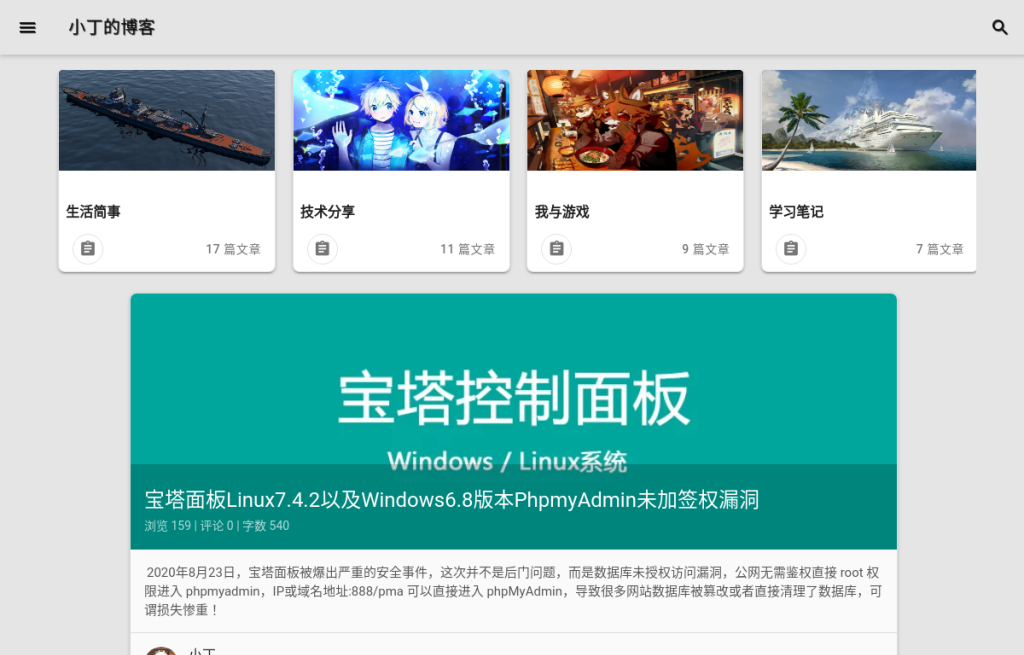 小丁的博客
生活简事
17 篇文章
技术分享
11 篇文章
我与游戏
9 篇文章
学习笔记
7 篇文章
宝塔控制面板
Windows / Linux系统
宝塔面板Linux7.4.2以及Windows6.8版本PhpmyAdmin未加签权漏洞
浏览 159 | 评论 0 | 字数 540
2020年8月23日，宝塔面板被爆出严重的安全事件，这次并不是后门问题，而是数据库未授权访问漏洞，公网无需鉴权直接 root 权
限进入 phpmyadmin，IP或域名地址:888/pma 可以直接进入 phpMyAdmin，导致很多网站数据库被篡改或者直接清理了数据库，可
谓损失惨重！
小丁